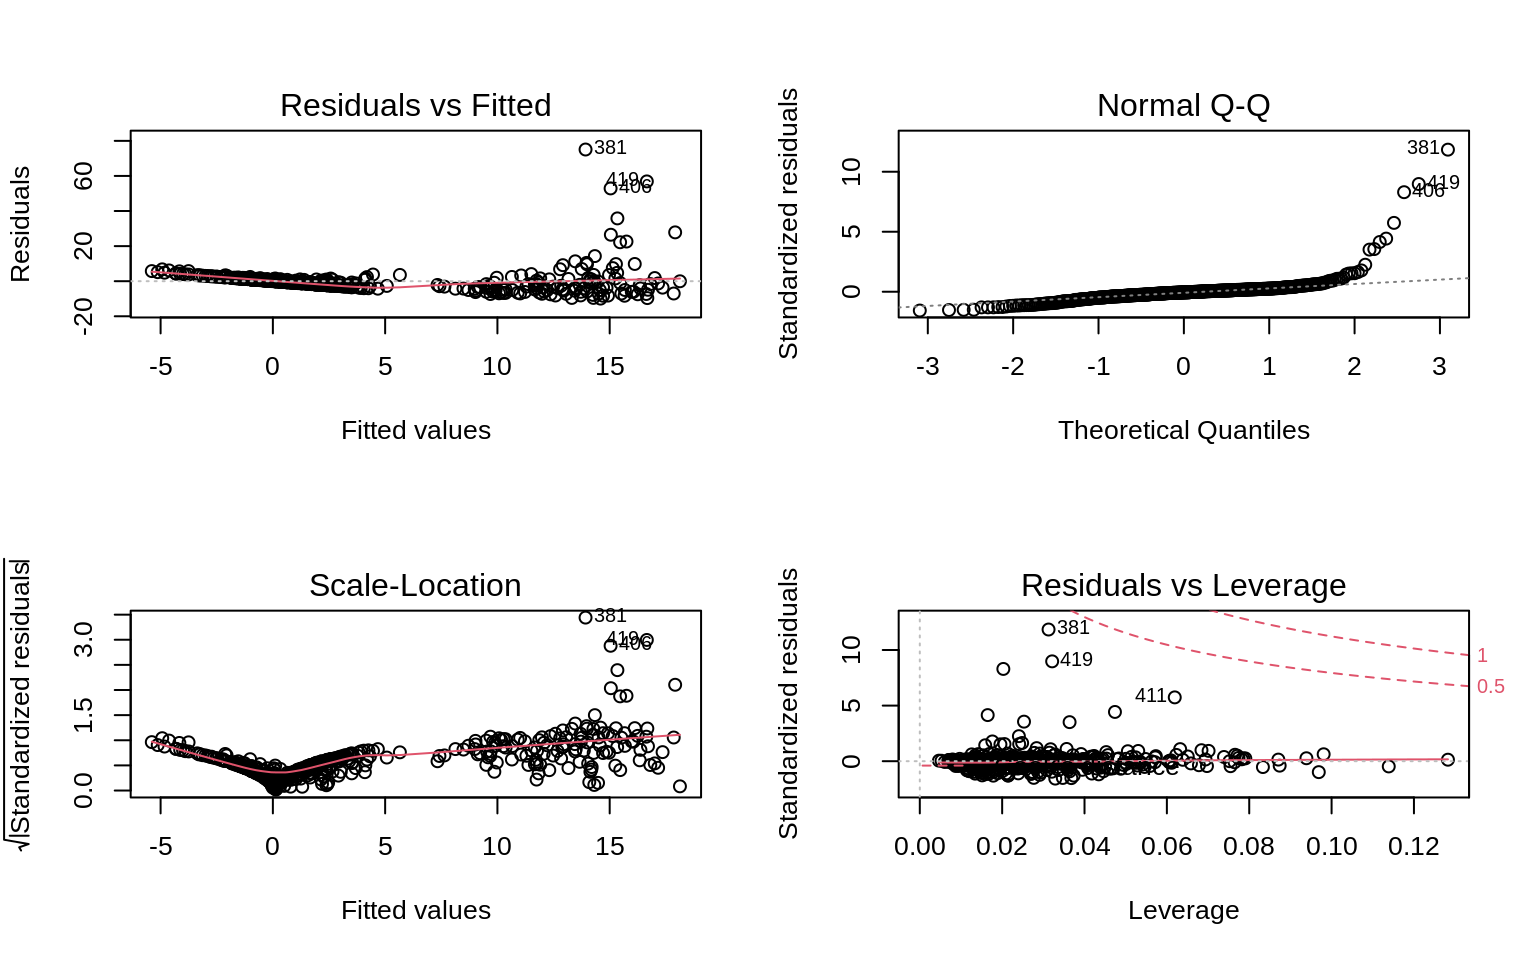 Residuals vs Fitted
Residuals
60
20
-20
381
419
406
-5 0 5 10 15
Fitted values
Normal Q-Q
Standardized residuals
10
5
0
381
419
406
-3 -2 -1 0 1 2 3
Theoretical Quantiles
Scale-Location
√|Standardized residuals|
3.0
1.5
0.0
381
419
406
-5 0 5 10 15
Fitted values
Residuals vs Leverage
Standardized residuals
10
5
0
381
419
411
1
0.5
0.00 0.02 0.04 0.06 0.08 0.10 0.12
Leverage